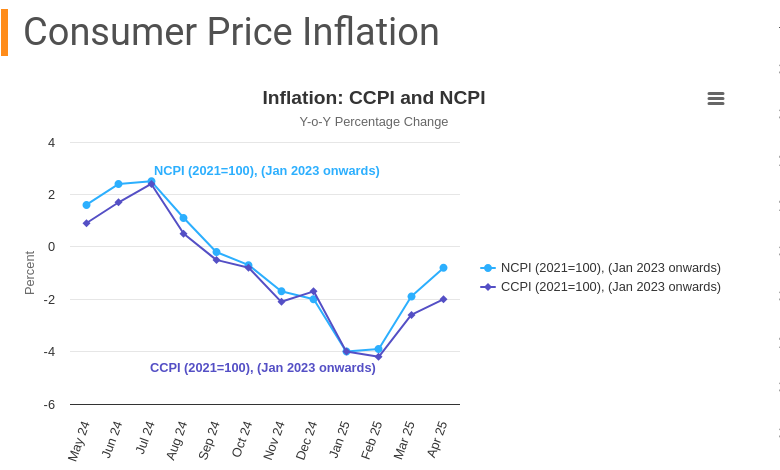 Consumer Price Inflation
Inflation: CCPI and NCPI
Y-o-Y Percentage Change
4
2
0
-2
-4
-6
Percent
NCPI (2021=100), (Jan 2023 onwards)
CCPI (2021=100), (Jan 2023 onwards)
NCPI (2021=100), (Jan 2023 onwards)
CCPI (2021=100), (Jan 2023 onwards)
May 24
Jun 24
Jul 24
Aug 24
Sep 24
Oct 24
Nov 24
Dec 24
Jan 25
Feb 25
Mar 25
Apr 25